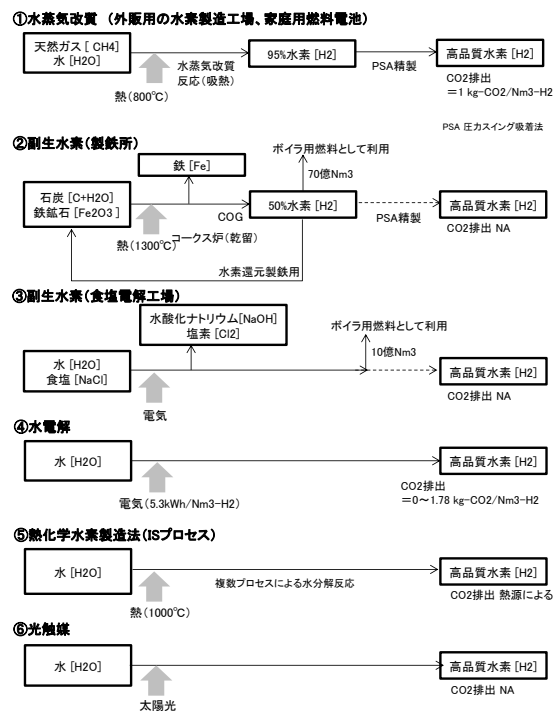 ①水蒸気改質 （外販用の水素製造工場、家庭用燃料電池）
天然ガス [ CH4]
水 [H2O]
熱（800℃）
水蒸気改質
反応（吸熱）
95%水素 [H2]
PSA精製
高品質水素 [H2]
CO2排出
＝1 kg-CO2/Nm3-H2
PSA 圧力スイング吸着法
②副生水素（製鉄所）
鉄 [Fe]
ボイラ用燃料として利用
70億Nm3
石炭 [C+H2O]
鉄鉱石 [Fe2O3 ]
COG
50%水素 [H2]
PSA精製
高品質水素 [H2]
CO2排出 NA
熱（1300℃）
コークス炉（乾留）
水素還元製鉄用
③副生水素（食塩電解工場）
水酸化ナトリウム[NaOH]
塩素 [Cl2]
ボイラ用燃料として利用
10億Nm3
水 [H2O]
食塩 [NaCl]
高品質水素 [H2]
CO2排出 NA
電気
④水電解
水 [H2O]
高品質水素 [H2]
電気（5.3kWh/Nm3-H2）
CO2排出
＝0～1.78 kg-CO2/Nm3-H2
⑤熱化学水素製造法（ISプロセス）
水 [H2O]
複数プロセスによる水分解反応
高品質水素 [H2]
CO2排出 熱源による
熱（1000℃）
⑥光触媒
水 [H2O]
高品質水素 [H2]
CO2排出 NA
太陽光